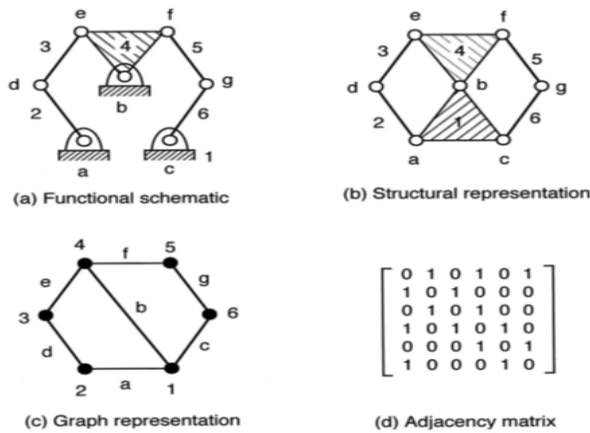 e f
3 4 5
d g
b
2 6
1
a c
(a) Functional schematic
e f
3 4 5
d b g
2 1 6
a c
(b) Structural representation
4 f 5
e g
b
3 6
d c
2 a 1
(c) Graph representation
0 1 0 1 0 1
1 0 1 0 0 0
0 1 0 1 0 0
1 0 1 0 1 0
0 0 0 1 0 1
1 0 0 0 1 0
(d) Adjacency matrix